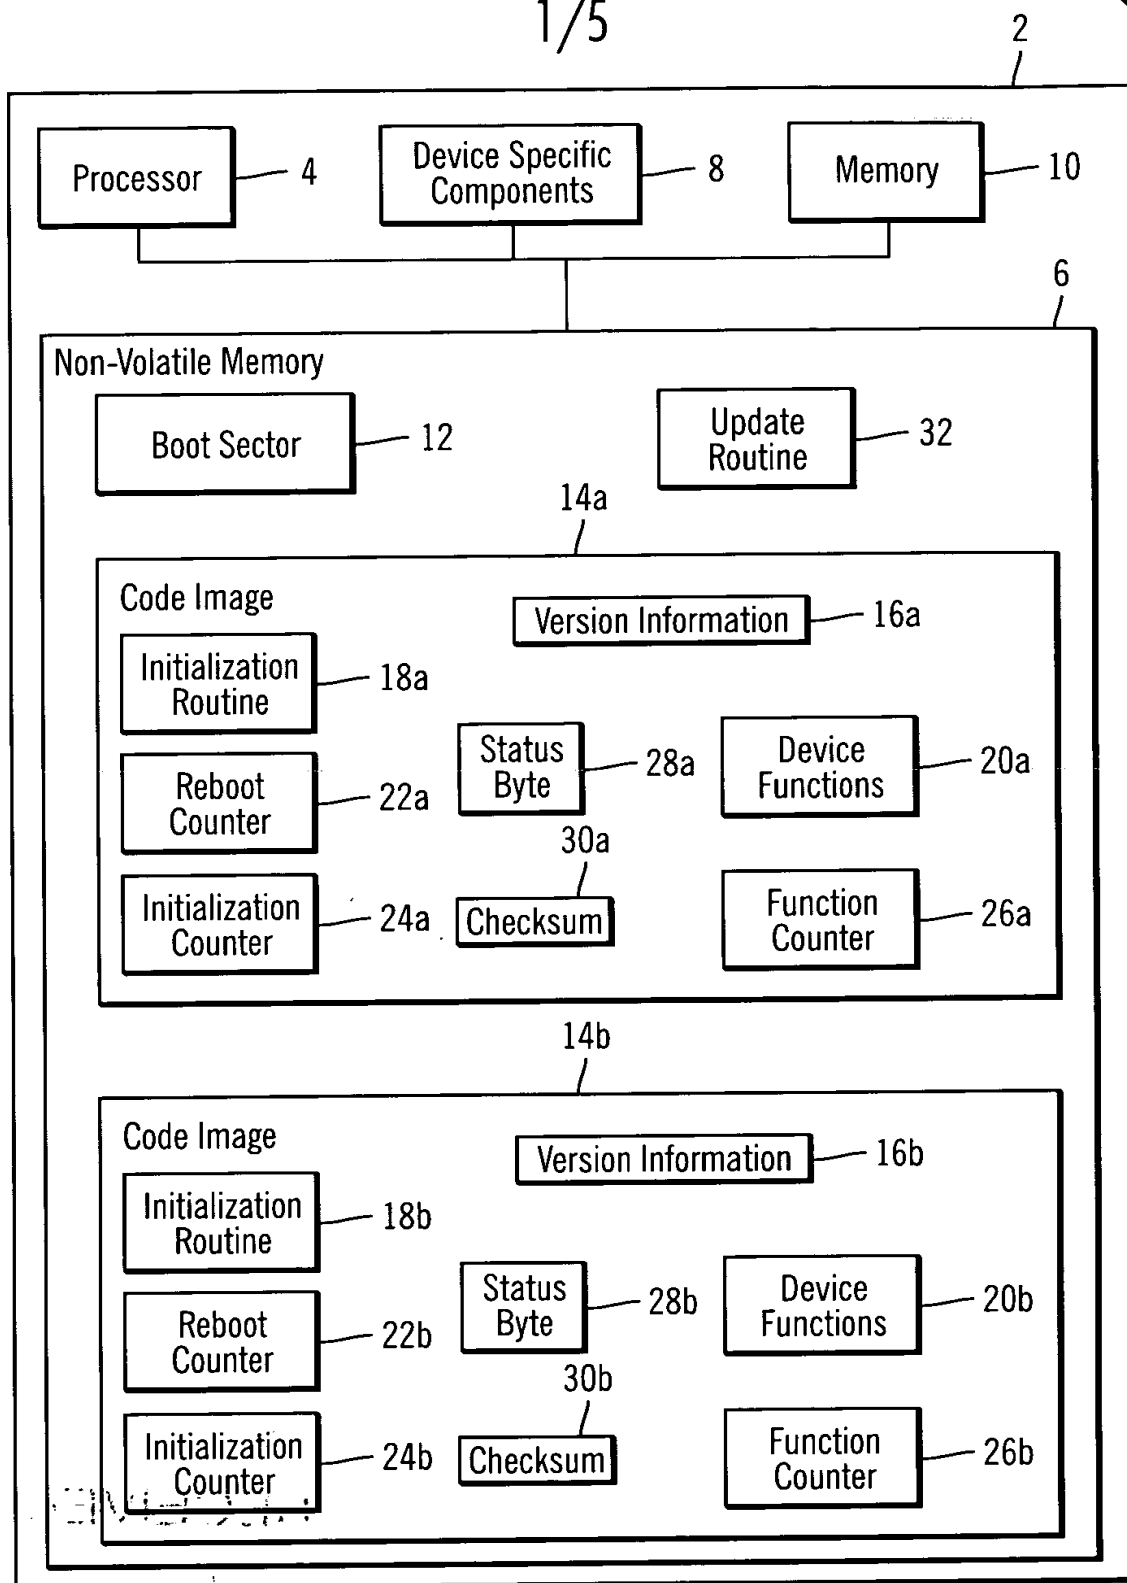 1/5
2
Processor
4
Device Specific
Components
8
Memory
10
6
Non-Volatile Memory
Boot Sector
12
Update
Routine
32
14a
Code Image
Version Information
16a
Initialization
Routine
18a
Status
Byte
28a
Device
Functions
20a
Reboot
Counter
22a
30a
Initialization
Counter
24a
Checksum
Function
Counter
26a
14b
Code Image
Version Information
16b
Initialization
Routine
18b
Status
Byte
28b
Device
Functions
20b
Reboot
Counter
22b
30b
Initialization
Counter
24b
Checksum
Function
Counter
26b